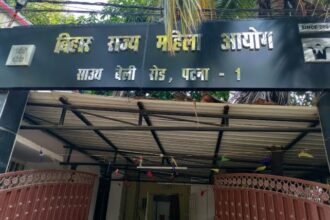 बिहार राज्य महिला आयोग
साउथ बेली रोड, पटना - 1